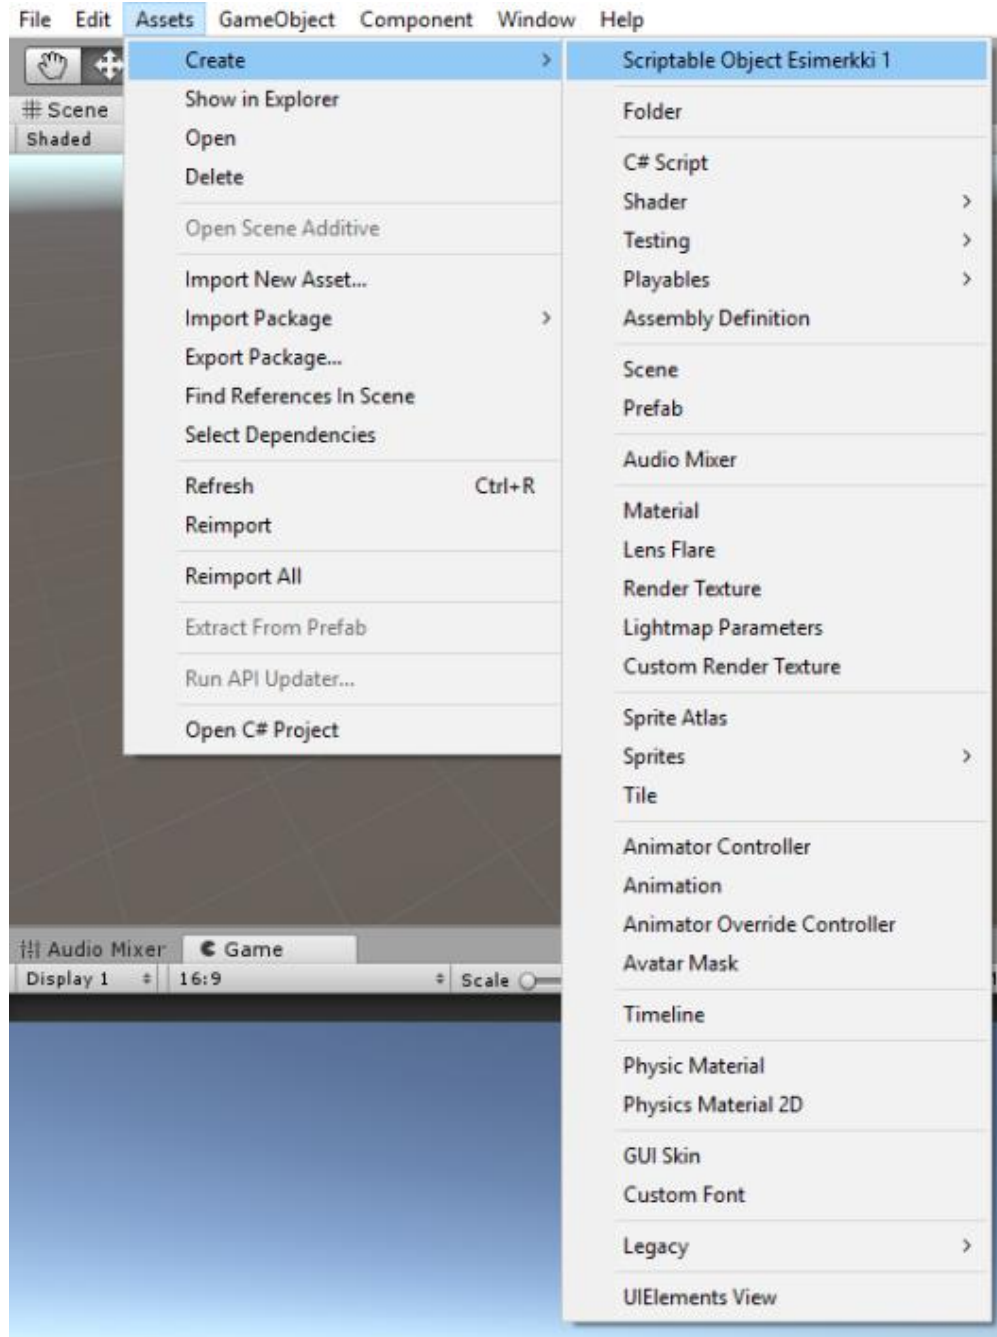 File Edit Assets GameObject Component Window Help
Create
Show in Explorer
Open
Delete
Open Scene Additive
Import New Asset...
Import Package
Export Package...
Find References In Scene
Select Dependencies
Refresh Ctrl+R
Reimport
Reimport All
Extract From Prefab
Run API Updater...
Open C# Project
Scriptable Object Esimerkki 1
Folder
C# Script
Shader
Testing
Playables
Assembly Definition
Scene
Prefab
Audio Mixer
Material
Lens Flare
Render Texture
Lightmap Parameters
Custom Render Texture
Sprite Atlas
Sprites
Tile
Animator Controller
Animation
Animator Override Controller
Avatar Mask
Timeline
Physic Material
Physics Material 2D
GUI Skin
Custom Font
Legacy
UIElements View
Scene
Shaded
Audio Mixer Game
Display 1 16:9 Scale